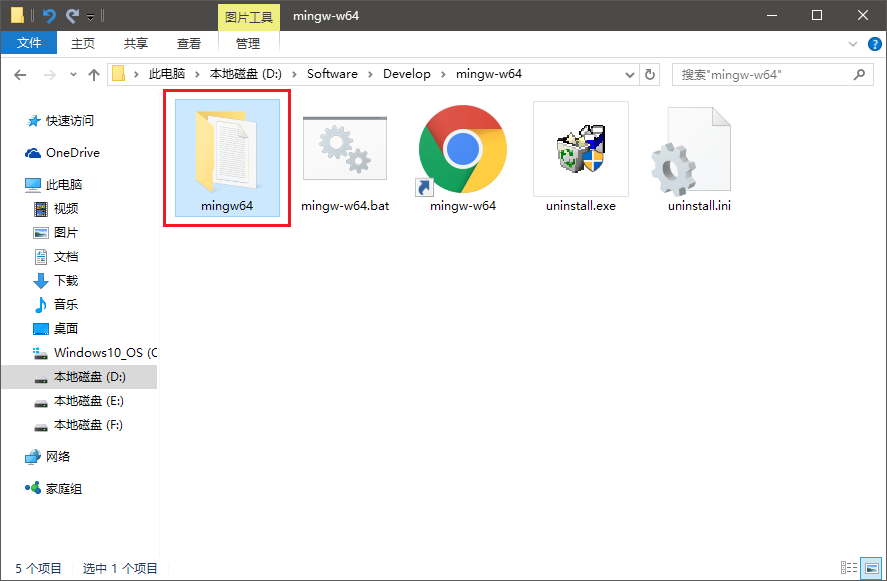 图片工具
mingw-w64
文件
主页
共享
查看
管理
此电脑
本地磁盘 (D:)
Software
Develop
mingw-w64
搜索"mingw-w64"
快速访问
OneDrive
此电脑
视频
图片
文档
下载
音乐
桌面
Windows10_OS (C
本地磁盘 (D:)
本地磁盘 (E:)
本地磁盘 (F:)
网络
家庭组
mingw64
mingw-w64.bat
mingw-w64
uninstall.exe
uninstall.ini
5 个项目
选中 1 个项目